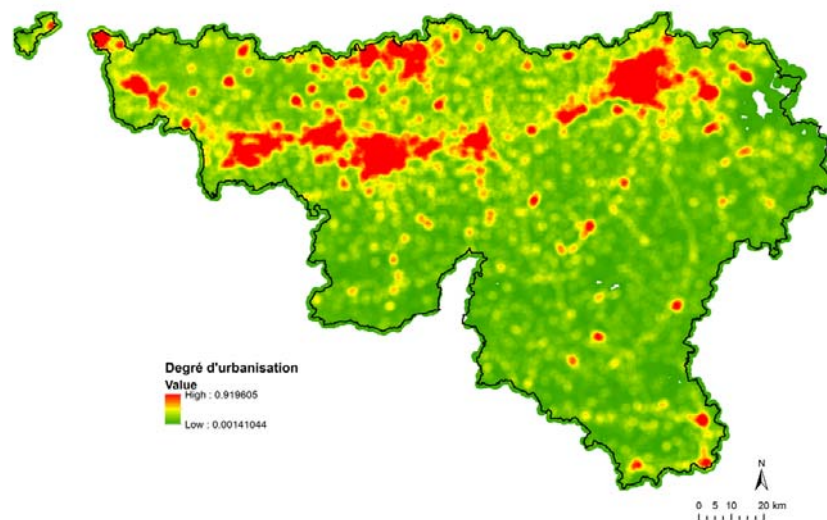 Degré d'urbanisation
Value
High : 0.919605
Low : 0.00141044
N
0 5 10 20 km